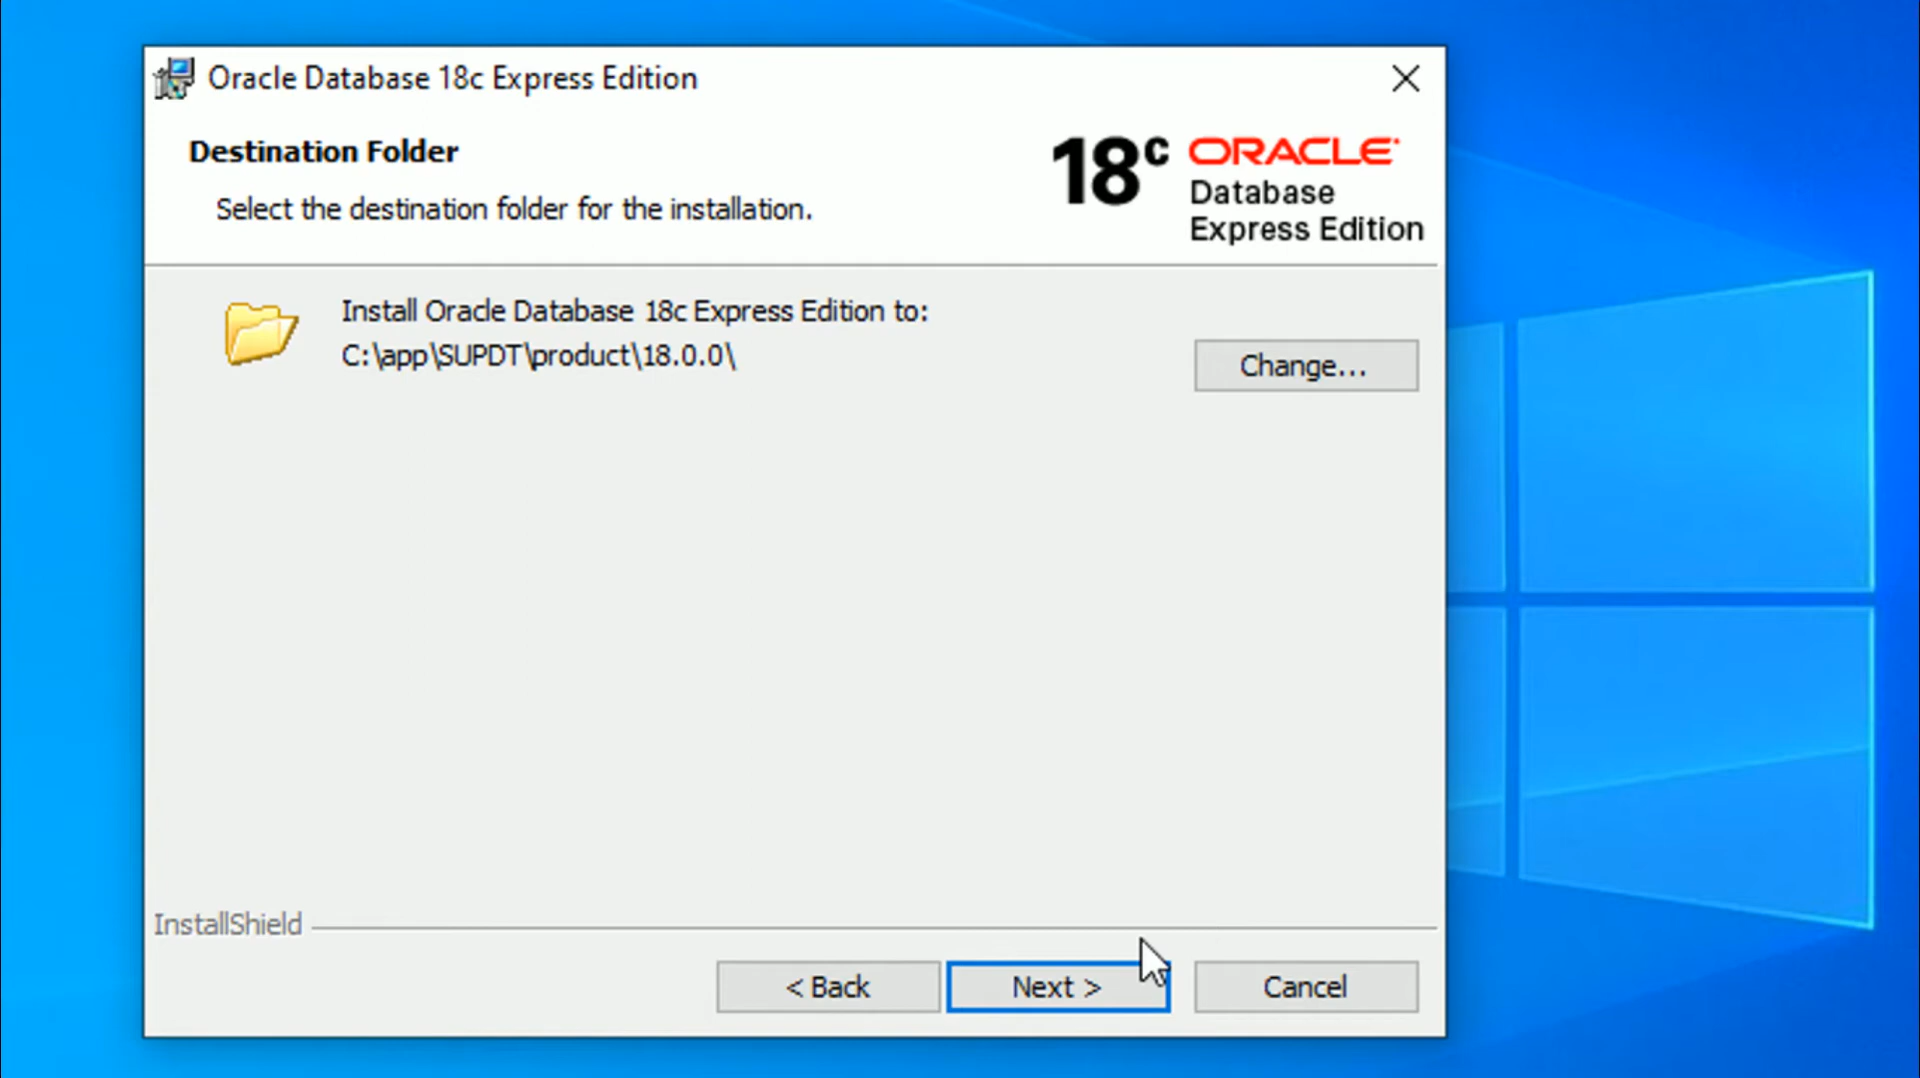 Oracle Database 18c Express Edition
Destination Folder
Select the destination folder for the installation.
18c ORACLE
Database
Express Edition
Install Oracle Database 18c Express Edition to:
C:\app\SUPDT\product\18.0.0\
Change...
InstallShield
< Back
Next >
Cancel